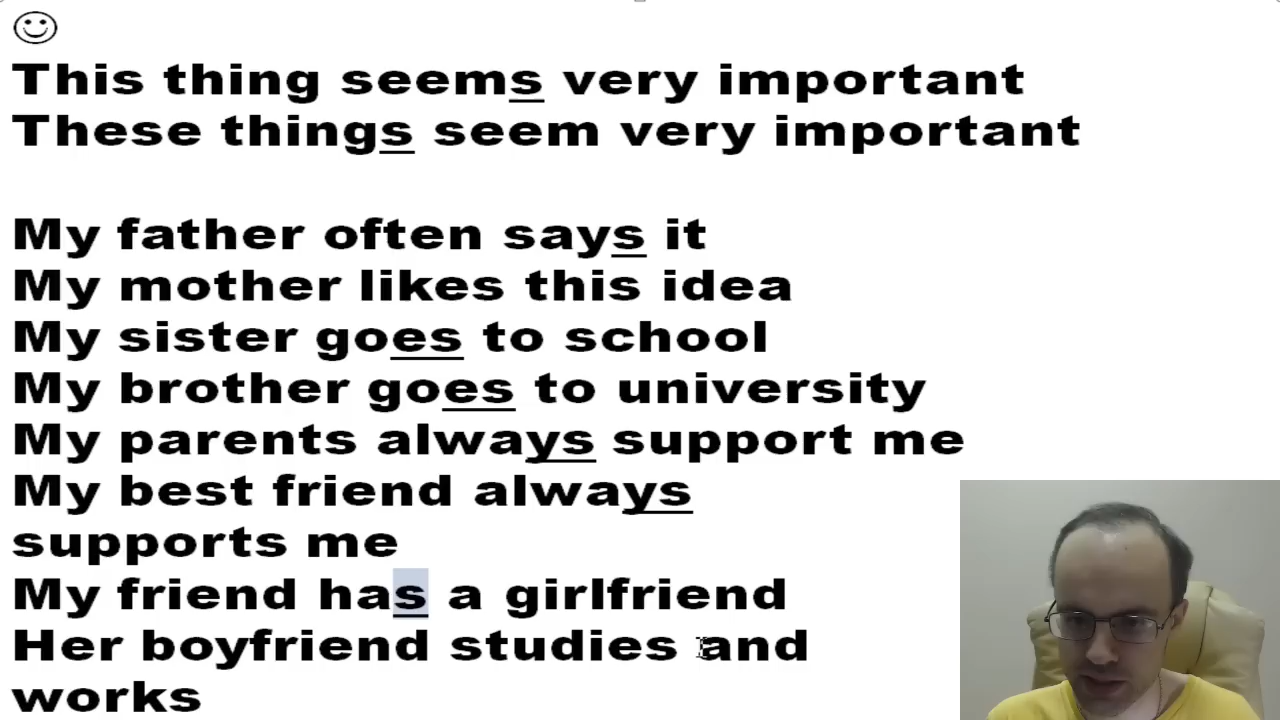 This thing seems very important
These things seem very important
My father often says it
My mother likes this idea
My sister goes to school
My brother goes to university
My parents always support me
My best friend always
supports me
My friend has a girlfriend
Her boyfriend studies and
works